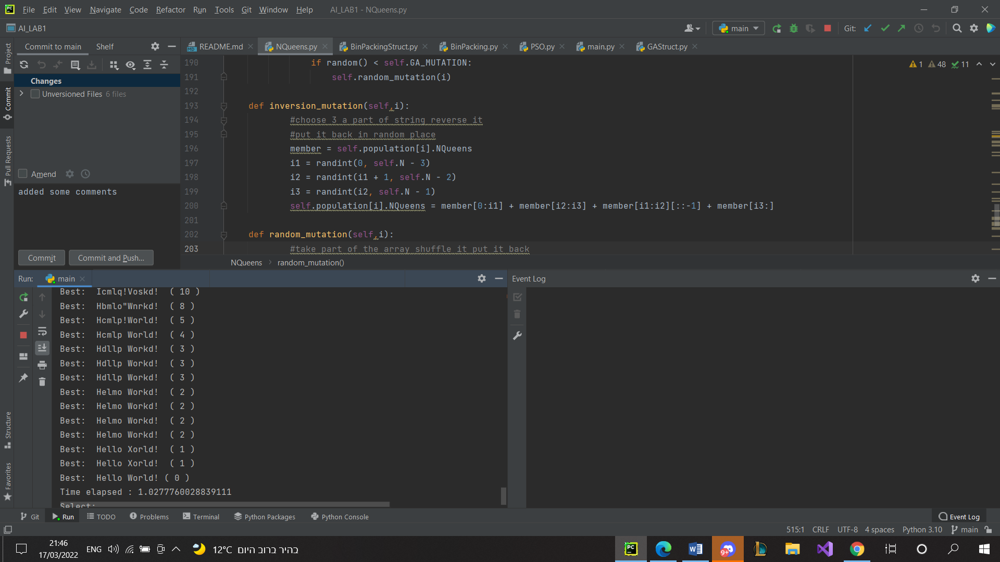 PC
File Edit View Navigate Code Refactor Run Tools Git Window Help AI_LAB1 - NQueens.py
AI_LAB1
main
Git:
Commit to main Shelf
README.md NQueens.py BinPackingStruct.py BinPacking.py PSO.py main.py GAStruct.py
Project
Commit
Pull Requests
Structure
Favorites
Changes
Unversioned Files 6 files
Amend
added some comments
Commit Commit and Push...
1 48 11
190 if random() < self.GA_MUTATION:
191 self.random_mutation(i)
192
193 def inversion_mutation(self,i):
194 #choose 3 a part of string reverse it
195 #put it back in random place
196 member = self.population[i].NQueens
197 i1 = randint(0, self.N - 3)
198 i2 = randint(i1 + 1, self.N - 2)
199 i3 = randint(i2, self.N - 1)
200 self.population[i].NQueens = member[0:i1] + member[i2:i3] + member[i1:i2][::-1] + member[i3:]
201
202 def random_mutation(self,i):
203 #take part of the array shuffle it put it back
NQueens random_mutation()
Run: main
Event Log
Best: Icmlq!Voskd! ( 10 )
Best: Hbmlo"Wnrkd! ( 8 )
Best: Hcmlp!World! ( 5 )
Best: Hcmlp World! ( 4 )
Best: Hdllp Workd! ( 3 )
Best: Hdllp Workd! ( 3 )
Best: Hdllp Workd! ( 3 )
Best: Helmo Workd! ( 2 )
Best: Helmo Workd! ( 2 )
Best: Helmo Workd! ( 2 )
Best: Helmo Workd! ( 2 )
Best: Hello Xorld! ( 1 )
Best: Hello Xorld! ( 1 )
Best: Hello World! ( 0 )
Time elapsed : 1.0277760028839111
Select:
Git Run TODO Problems Terminal Python Packages Python Console Event Log
515:1 CRLF UTF-8 4 spaces Python 3.10 main
21:46
17/03/2022
ENG
12°C בהיר ברוב היום
PC
9+